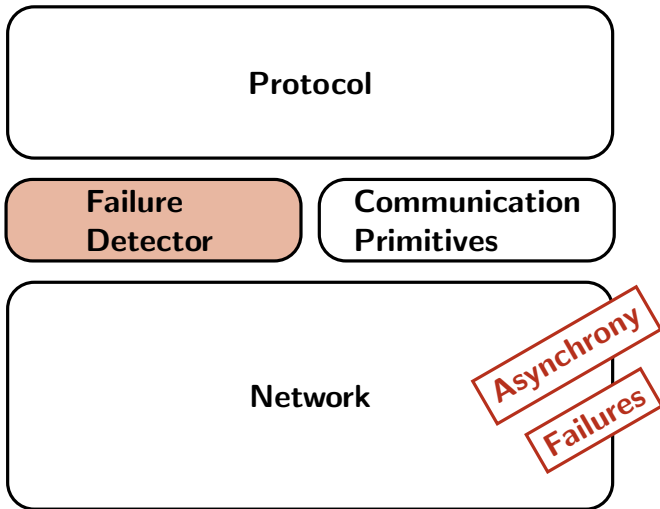 Protocol
Failure
Detector
Communication
Primitives
Asynchrony
Network
Failures